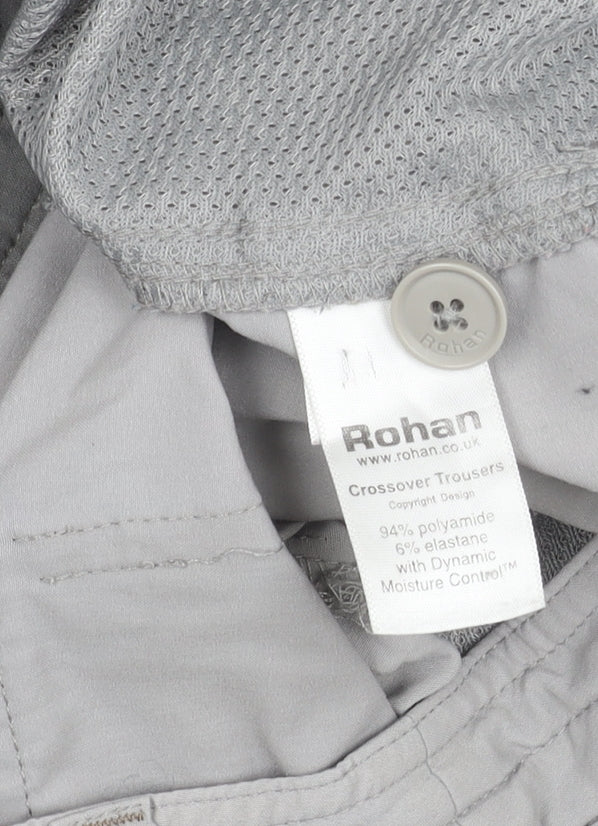 Rohan
Rohan
www.rohan.co.uk
Crossover Trousers
Copyright Design
94% polyamide
6% elastane
with Dynamic
Moisture Control™